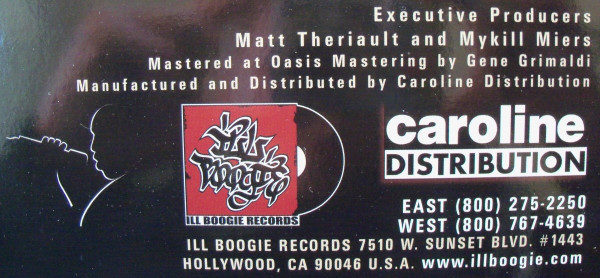 Executive Producers
Matt Theriault and Mykill Miers
Mastered at Oasis Mastering by Gene Grimaldi
Manufactured and Distributed by Caroline Distribution
ill
Boogie
ILL BOOGIE RECORDS
caroline
DISTRIBUTION
EAST (800) 275-2250
WEST (800) 767-4639
ILL BOOGIE RECORDS 7510 W. SUNSET BLVD. #1443
HOLLYWOOD, CA 90046 U.S.A. www.illboogie.com